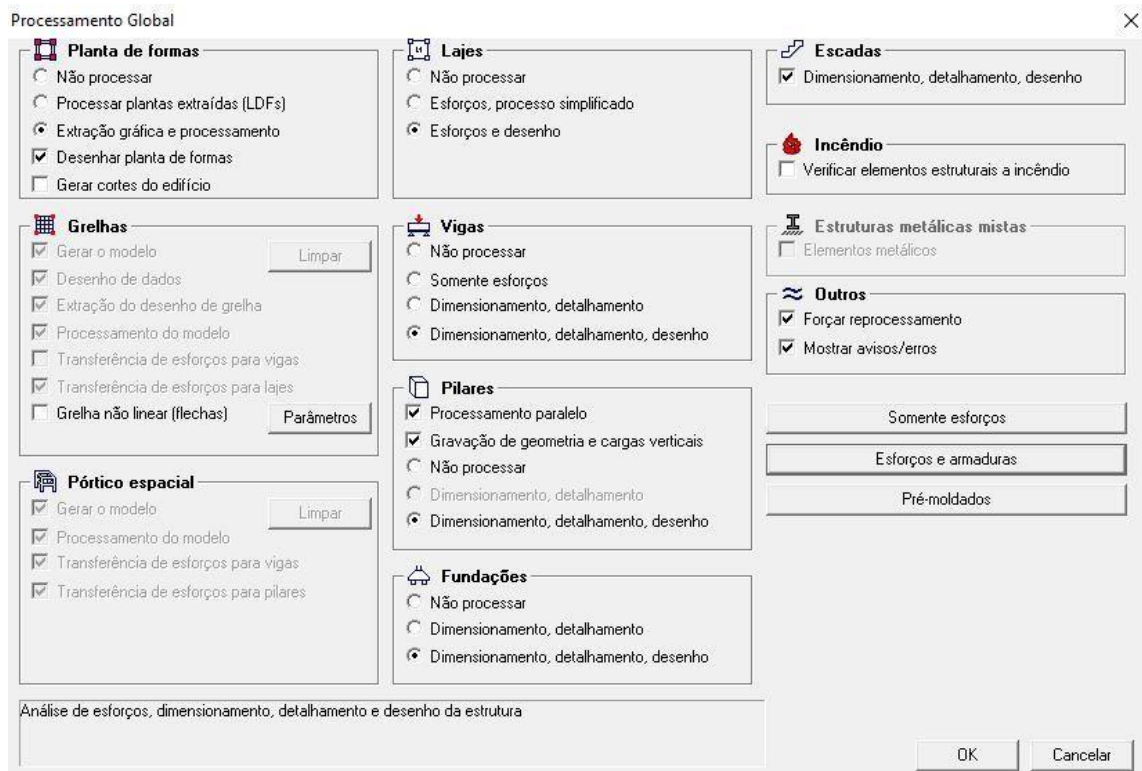 Processamento Global
Planta de formas
Não processar
Processar plantas extraídas (LDFs)
Extração gráfica e processamento
Desenhar planta de formas
Gerar cortes do edifício
Grelhas
Gerar o modelo
Limpar
Desenho de dados
Extração do desenho de grelha
Processamento do modelo
Transferência de esforços para vigas
Transferência de esforços para lajes
Grelha não linear (flechas)
Parâmetros
Pórtico espacial
Gerar o modelo
Limpar
Processamento do modelo
Transferência de esforços para vigas
Transferência de esforços para pilares
Lajes
Não processar
Esforços, processo simplificado
Esforços e desenho
Vigas
Não processar
Somente esforços
Dimensionamento, detalhamento
Dimensionamento, detalhamento, desenho
Pilares
Processamento paralelo
Gravação de geometria e cargas verticais
Não processar
Dimensionamento, detalhamento
Dimensionamento, detalhamento, desenho
Fundações
Não processar
Dimensionamento, detalhamento
Dimensionamento, detalhamento, desenho
Escadas
Dimensionamento, detalhamento, desenho
Incêndio
Verificar elementos estruturais a incêndio
Estruturas metálicas mistas
Elementos metálicos
Outros
Forçar reprocessamento
Mostrar avisos/erros
Somente esforços
Esforços e armaduras
Pré-moldados
Análise de esforços, dimensionamento, detalhamento e desenho da estrutura
OK
Cancelar